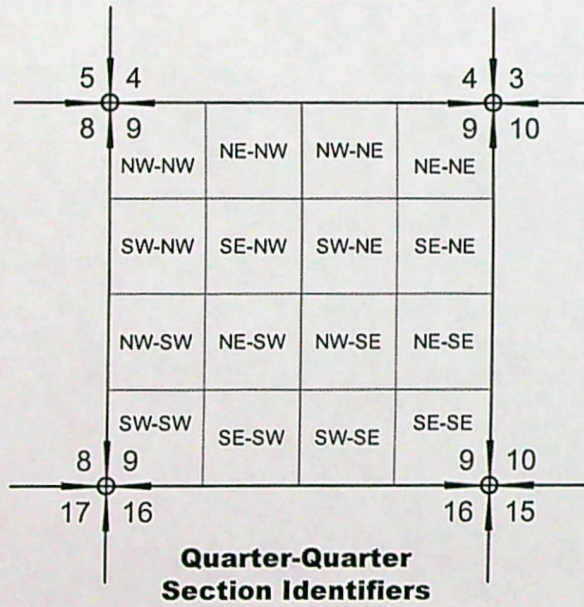 5 4 4 3
8 9 9 10
NW-NW NE-NW NW-NE NE-NE
SW-NW SE-NW SW-NE SE-NE
NW-SW NE-SW NW-SE NE-SE
SW-SW SE-SW SW-SE SE-SE
8 9 9 10
17 16 16 15
Quarter-Quarter
Section Identifiers